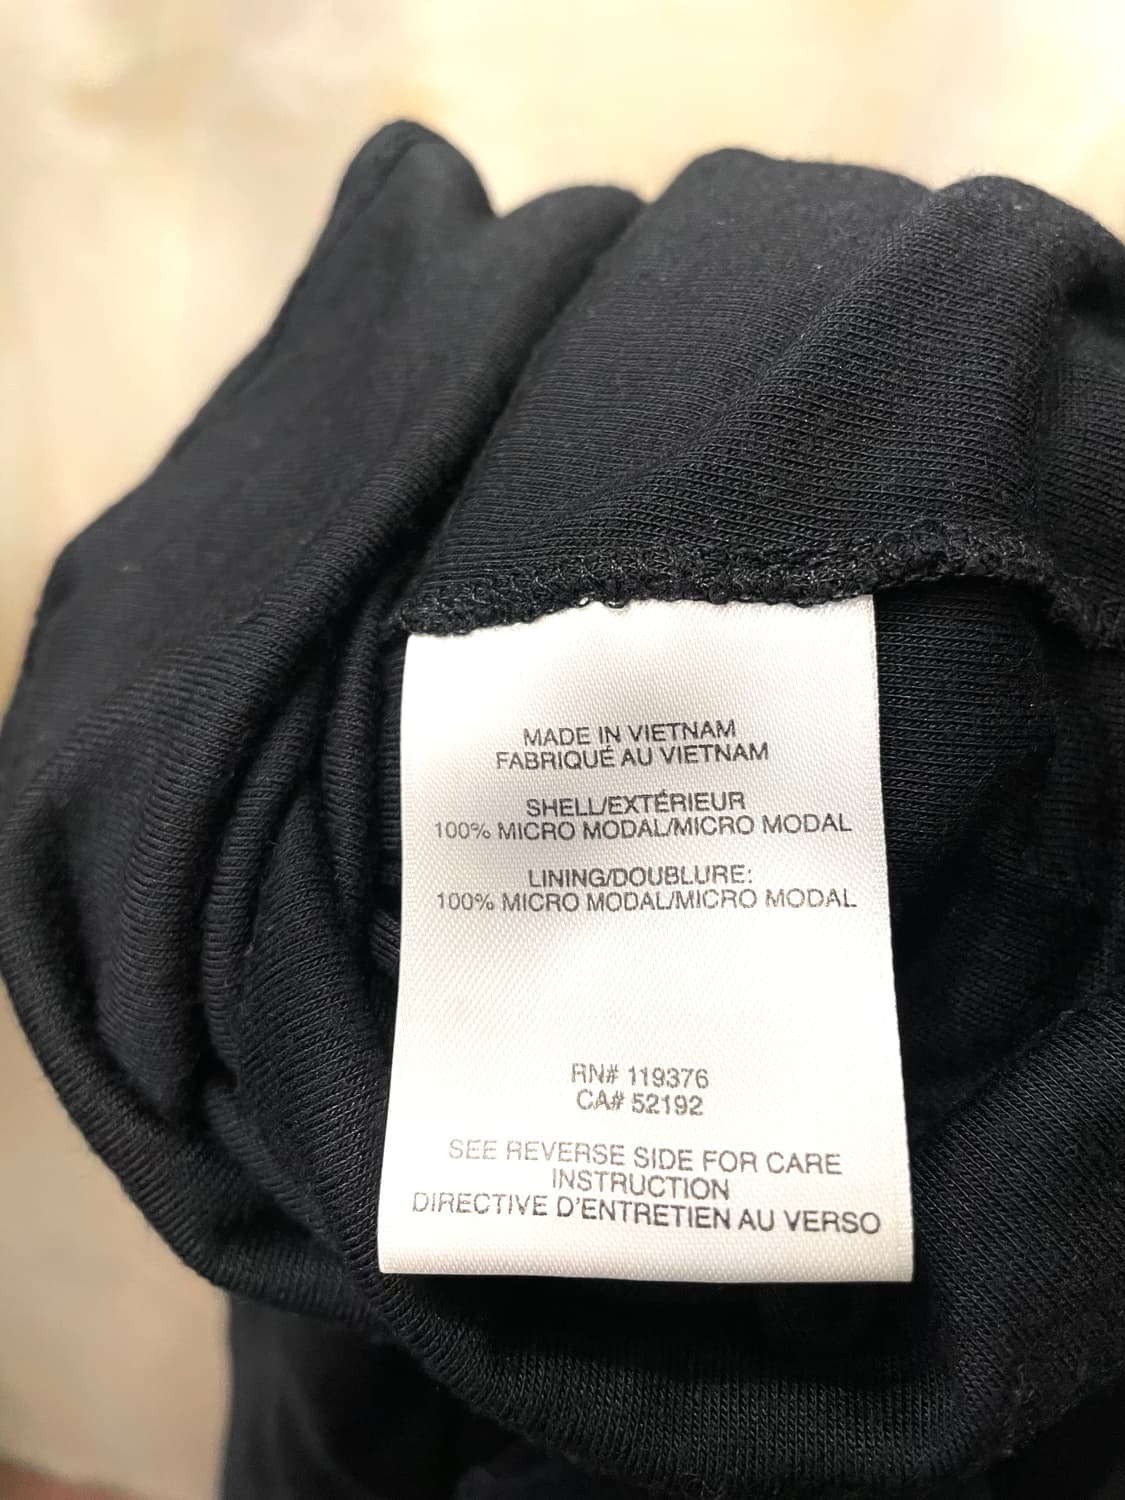 MADE IN VIETNAM
FABRIQUÉ AU VIETNAM
SHELL/EXTÉRIEUR
100% MICRO MODAL/MICRO MODAL
LINING/DOUBLURE:
100% MICRO MODAL/MICRO MODAL
RN# 119376
CA# 52192
SEE REVERSE SIDE FOR CARE
INSTRUCTION
DIRECTIVE D'ENTRETIEN AU VERSO